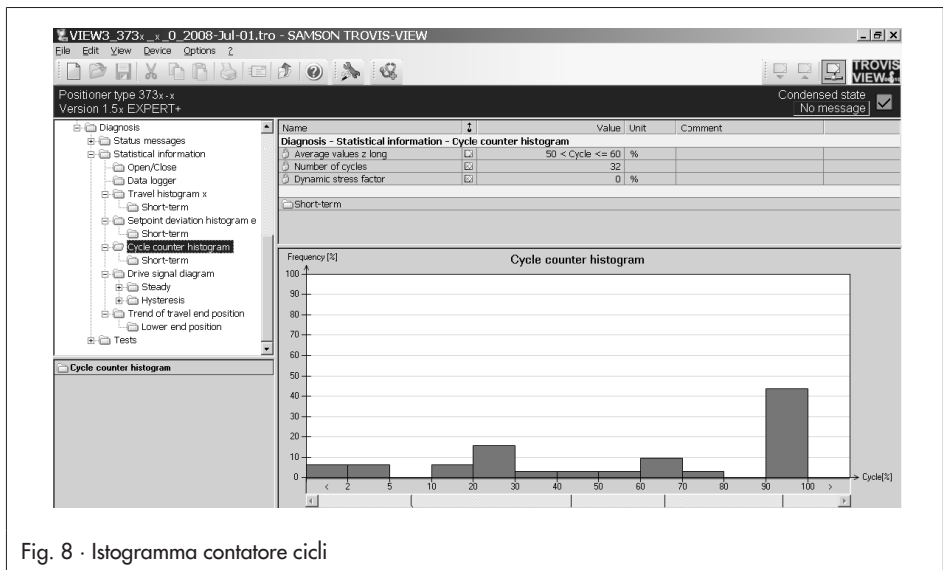 VIEW3_373x_x_0_2008-Jul-01.tro - SAMSON TROVIS-VIEW
File Edit View Device Options ?
TROVIS
VIEW
Positioner type 373x-x
Version 1.5x EXPERT+
Condensed state
No message
Diagnosis
Status messages
Statistical information
Open/Close
Data logger
Travel histogram x
Short-term
Setpoint deviation histogram e
Short-term
Cycle counter histogram
Short-term
Drive signal diagram
Steady
Hysteresis
Trend of travel end position
Lower end position
Tests
Cycle counter histogram
Name Value Unit Comment
Diagnosis - Statistical information - Cycle counter histogram
Average values z long 50 < Cycle <= 60 %
Number of cycles 32
Dynamic stress factor 0 %
Short-term
Frequency [%]
Cycle counter histogram
100
90
80
70
60
50
40
30
20
10
0
< 2 5 10 20 30 40 50 60 70 80 90 100 >
Cycle[%]
Fig. 8 · Istogramma contatore cicli